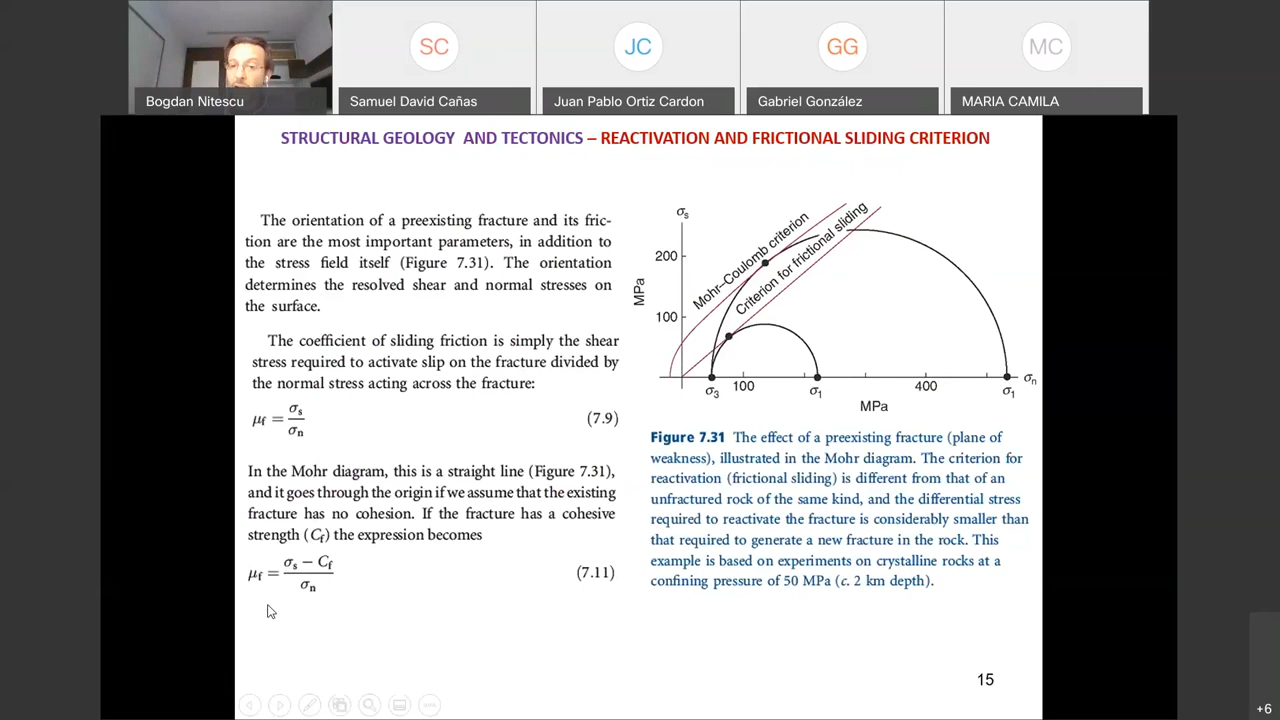 SC
JC
GG
MC
Bogdan Nitescu
Samuel David Cañas
Juan Pablo Ortiz Cardon
Gabriel González
MARIA CAMILA
STRUCTURAL GEOLOGY AND TECTONICS – REACTIVATION AND FRICTIONAL SLIDING CRITERION
The orientation of a preexisting fracture and its fric-
tion are the most important parameters, in addition to
the stress field itself (Figure 7.31). The orientation
determines the resolved shear and normal stresses on
the surface.
The coefficient of sliding friction is simply the shear
stress required to activate slip on the fracture divided by
the normal stress acting across the fracture:
μf = σs/σn (7.9)
In the Mohr diagram, this is a straight line (Figure 7.31),
and it goes through the origin if we assume that the existing
fracture has no cohesion. If the fracture has a cohesive
strength (Cf) the expression becomes
μf = (σs − Cf)/σn (7.11)
σs
200
100
MPa
Mohr–Coulomb criterion
Criterion for frictional sliding
σ3
100
σ1
400
σ1
σn
MPa
Figure 7.31 The effect of a preexisting fracture (plane of
weakness), illustrated in the Mohr diagram. The criterion for
reactivation (frictional sliding) is different from that of an
unfractured rock of the same kind, and the differential stress
required to reactivate the fracture is considerably smaller than
that required to generate a new fracture in the rock. This
example is based on experiments on crystalline rocks at a
confining pressure of 50 MPa (c. 2 km depth).
15
+6